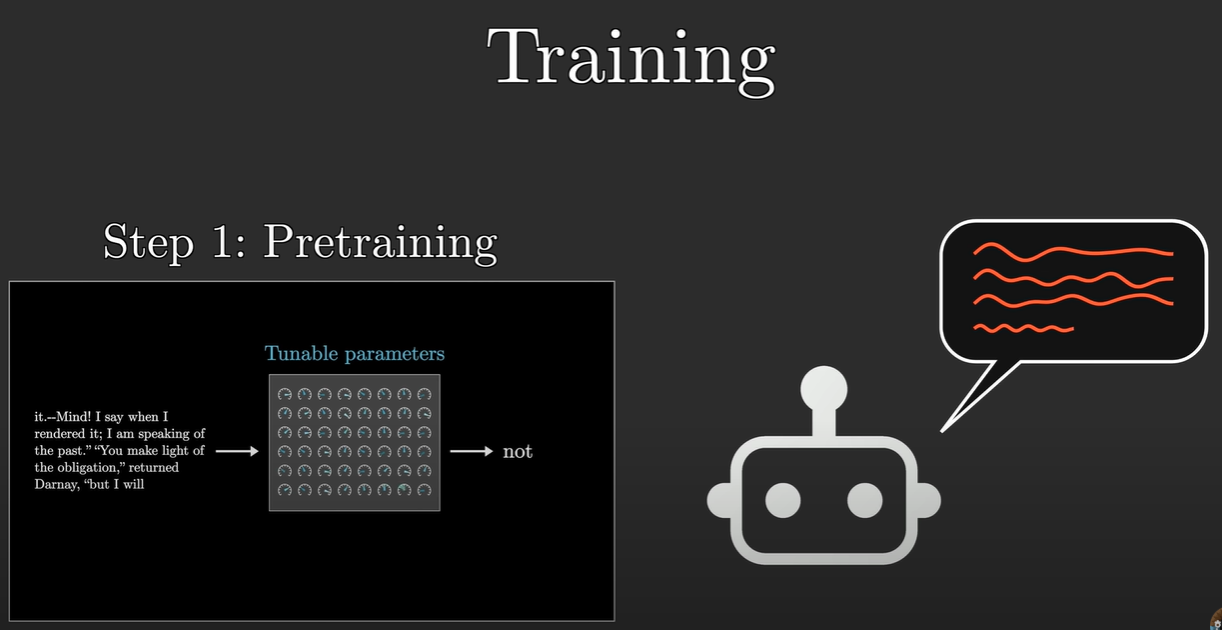 Training
Step 1: Pretraining
Tunable parameters
it.--Mind! I say when I
rendered it; I am speaking of
the past.” “You make light of
the obligation,” returned
Darnay, “but I will
not